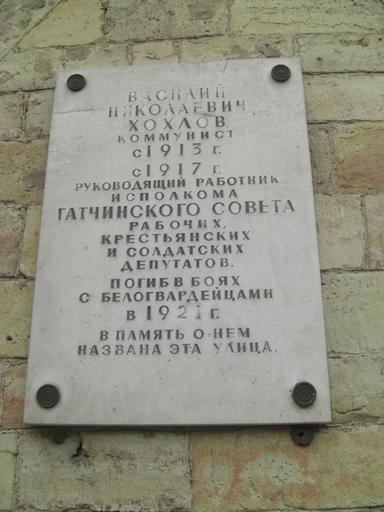 ВАСИЛИЙ
НИКОЛАЕВИЧ
ХОХЛОВ,
КОММУНИСТ
С 1913 Г.
С 1917 Г.
РУКОВОДЯЩИЙ РАБОТНИК
ИСПОЛКОМА
ГАТЧИНСКОГО СОВЕТА
РАБОЧИХ,
КРЕСТЬЯНСКИХ
И СОЛДАТСКИХ
ДЕПУТАТОВ.
ПОГИБ В БОЯХ
С БЕЛОГВАРДЕЙЦАМИ
В 1921 Г.
В ПАМЯТЬ О НЕМ
НАЗВАНА ЭТА УЛИЦА.